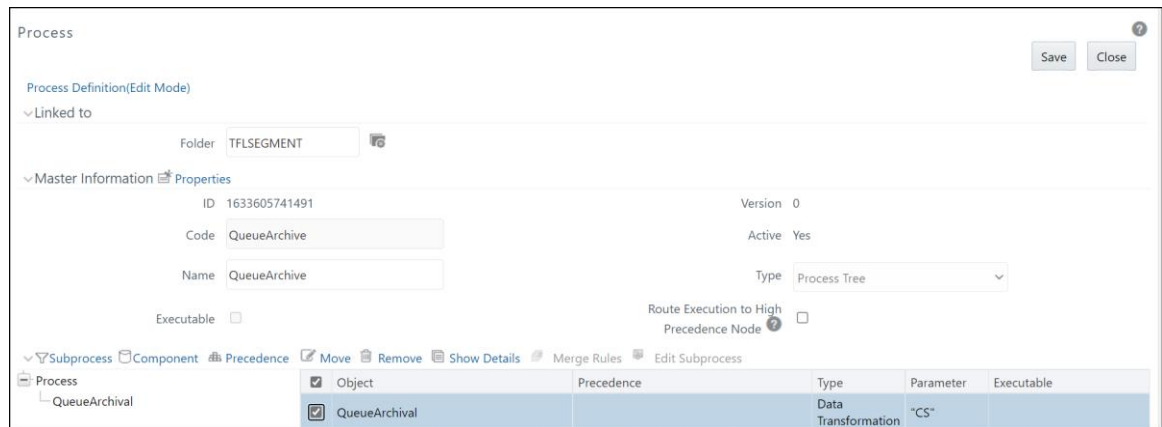 Process
Save Close
Process Definition(Edit Mode)
Linked to
Folder TFLSEGMENT
Master Information Properties
ID 1633605741491 Version 0
Code QueueArchive Active Yes
Name QueueArchive Type Process Tree
Executable Route Execution to High
Precedence Node
Subprocess Component Precedence Move Remove Show Details Merge Rules Edit Subprocess
Process Object Precedence Type Parameter Executable
QueueArchival QueueArchival Data "CS"
Transformation